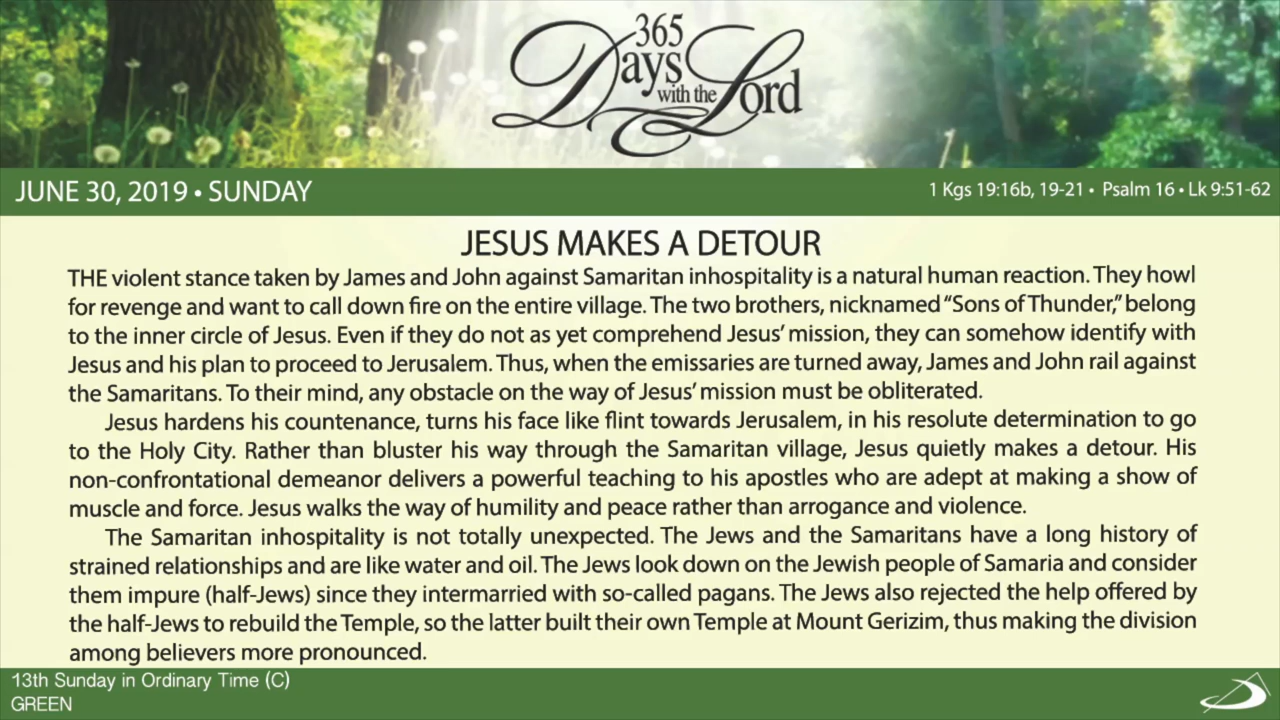 365
Days
with the Lord
JUNE 30, 2019 • SUNDAY
1 Kgs 19:16b, 19-21 • Psalm 16 • Lk 9:51-62
JESUS MAKES A DETOUR
THE violent stance taken by James and John against Samaritan inhospitality is a natural human reaction. They howl
for revenge and want to call down fire on the entire village. The two brothers, nicknamed “Sons of Thunder,” belong
to the inner circle of Jesus. Even if they do not as yet comprehend Jesus’ mission, they can somehow identify with
Jesus and his plan to proceed to Jerusalem. Thus, when the emissaries are turned away, James and John rail against
the Samaritans. To their mind, any obstacle on the way of Jesus’ mission must be obliterated.
Jesus hardens his countenance, turns his face like flint towards Jerusalem, in his resolute determination to go
to the Holy City. Rather than bluster his way through the Samaritan village, Jesus quietly makes a detour. His
non-confrontational demeanor delivers a powerful teaching to his apostles who are adept at making a show of
muscle and force. Jesus walks the way of humility and peace rather than arrogance and violence.
The Samaritan inhospitality is not totally unexpected. The Jews and the Samaritans have a long history of
strained relationships and are like water and oil. The Jews look down on the Jewish people of Samaria and consider
them impure (half-Jews) since they intermarried with so-called pagans. The Jews also rejected the help offered by
the half-Jews to rebuild the Temple, so the latter built their own Temple at Mount Gerizim, thus making the division
among believers more pronounced.
13th Sunday in Ordinary Time (C)
GREEN